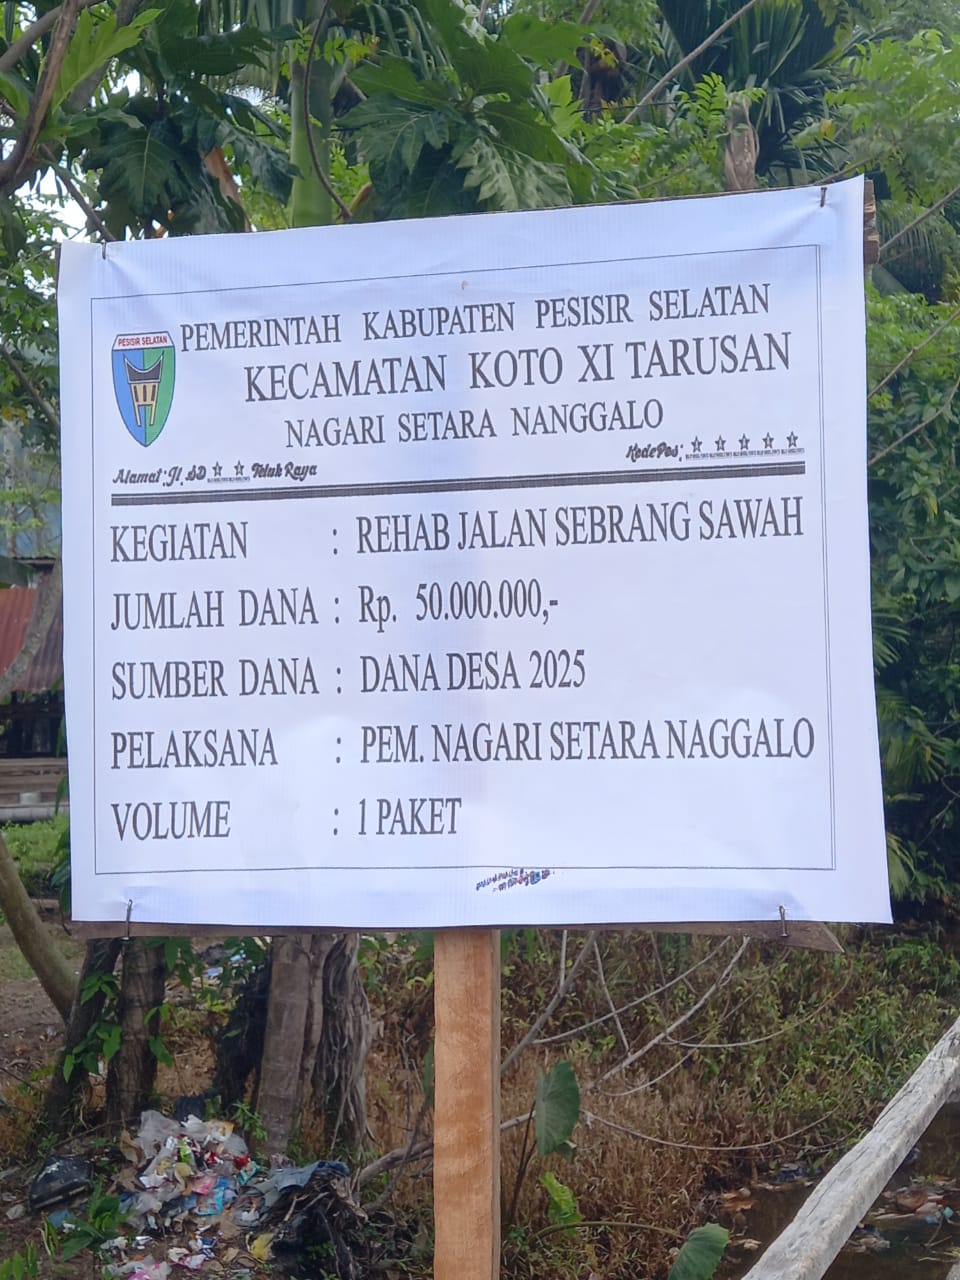 PESISIR SELATAN
PEMERINTAH KABUPATEN PESISIR SELATAN
KECAMATAN KOTO XI TARUSAN
NAGARI SETARA NANGGALO
Alamat : Jl. SD Teluk Raya
Kode Pos :
KEGIATAN : REHAB JALAN SEBRANG SAWAH
JUMLAH DANA : Rp. 50.000.000,-
SUMBER DANA : DANA DESA 2025
PELAKSANA : PEM. NAGARI SETARA NAGGALO
VOLUME : 1 PAKET